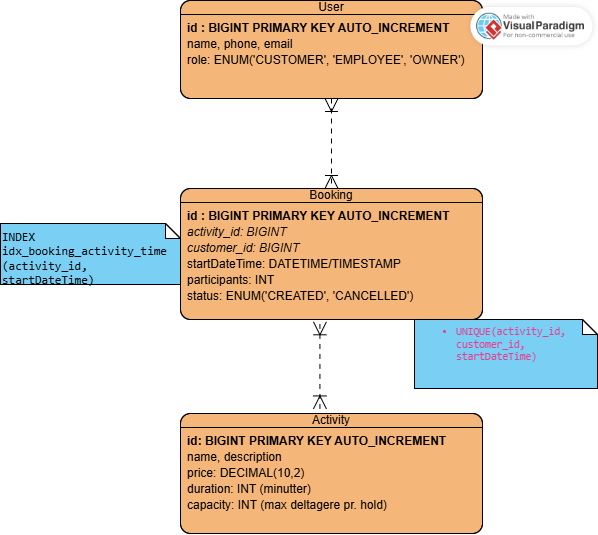 User
id : BIGINT PRIMARY KEY AUTO_INCREMENT
name, phone, email
role: ENUM('CUSTOMER', 'EMPLOYEE', 'OWNER')
Made with
VisualParadigm
For non-commercial use
Booking
id : BIGINT PRIMARY KEY AUTO_INCREMENT
activity_id: BIGINT
customer_id: BIGINT
startDateTime: DATETIME/TIMESTAMP
participants: INT
status: ENUM('CREATED', 'CANCELLED')
INDEX
idx_booking_activity_time
(activity_id,
startDateTime)
• UNIQUE(activity_id,
customer_id,
startDateTime)
Activity
id: BIGINT PRIMARY KEY AUTO_INCREMENT
name, description
price: DECIMAL(10,2)
duration: INT (minutter)
capacity: INT (max deltagere pr. hold)